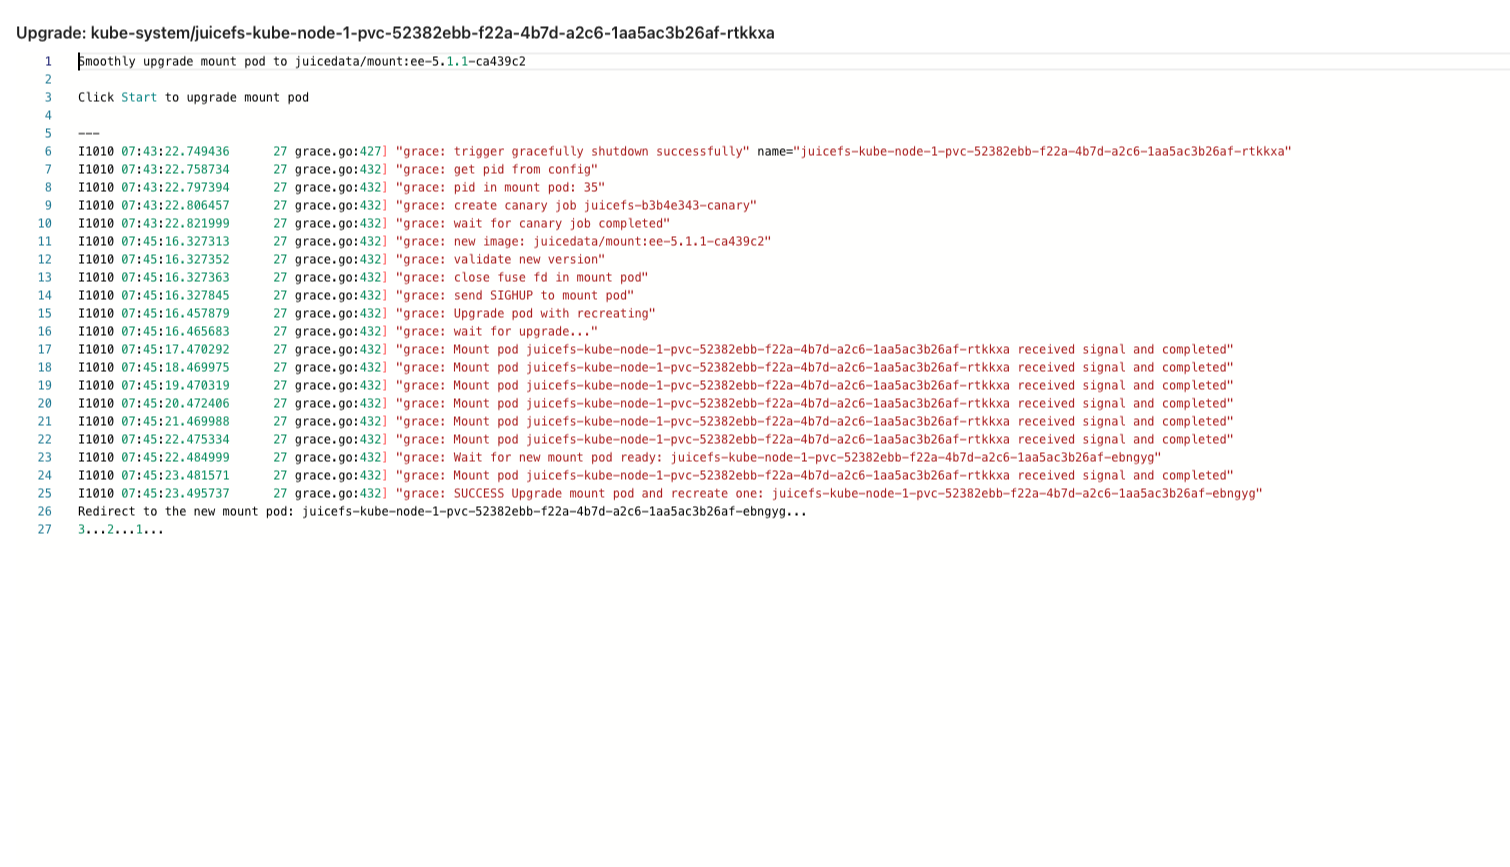 Upgrade: kube-system/juicefs-kube-node-1-pvc-52382ebb-f22a-4b7d-a2c6-1aa5ac3b26af-rtkkxa
1 Smoothly upgrade mount pod to juicedata/mount:ee-5.1.1-ca439c2
2
3 Click Start to upgrade mount pod
4
5 ---
6 I1010 07:43:22.749436 27 grace.go:427] "grace: trigger gracefully shutdown successfully" name="juicefs-kube-node-1-pvc-52382ebb-f22a-4b7d-a2c6-1aa5ac3b26af-rtkkxa"
7 I1010 07:43:22.758734 27 grace.go:432] "grace: get pid from config"
8 I1010 07:43:22.797394 27 grace.go:432] "grace: pid in mount pod: 35"
9 I1010 07:43:22.806457 27 grace.go:432] "grace: create canary job juicefs-b3b4e343-canary"
10 I1010 07:43:22.821999 27 grace.go:432] "grace: wait for canary job completed"
11 I1010 07:45:16.327313 27 grace.go:432] "grace: new image: juicedata/mount:ee-5.1.1-ca439c2"
12 I1010 07:45:16.327352 27 grace.go:432] "grace: validate new version"
13 I1010 07:45:16.327363 27 grace.go:432] "grace: close fuse fd in mount pod"
14 I1010 07:45:16.327845 27 grace.go:432] "grace: send SIGHUP to mount pod"
15 I1010 07:45:16.457879 27 grace.go:432] "grace: Upgrade pod with recreating"
16 I1010 07:45:16.465683 27 grace.go:432] "grace: wait for upgrade..."
17 I1010 07:45:17.470292 27 grace.go:432] "grace: Mount pod juicefs-kube-node-1-pvc-52382ebb-f22a-4b7d-a2c6-1aa5ac3b26af-rtkkxa received signal and completed"
18 I1010 07:45:18.469975 27 grace.go:432] "grace: Mount pod juicefs-kube-node-1-pvc-52382ebb-f22a-4b7d-a2c6-1aa5ac3b26af-rtkkxa received signal and completed"
19 I1010 07:45:19.470319 27 grace.go:432] "grace: Mount pod juicefs-kube-node-1-pvc-52382ebb-f22a-4b7d-a2c6-1aa5ac3b26af-rtkkxa received signal and completed"
20 I1010 07:45:20.472406 27 grace.go:432] "grace: Mount pod juicefs-kube-node-1-pvc-52382ebb-f22a-4b7d-a2c6-1aa5ac3b26af-rtkkxa received signal and completed"
21 I1010 07:45:21.469988 27 grace.go:432] "grace: Mount pod juicefs-kube-node-1-pvc-52382ebb-f22a-4b7d-a2c6-1aa5ac3b26af-rtkkxa received signal and completed"
22 I1010 07:45:22.475334 27 grace.go:432] "grace: Mount pod juicefs-kube-node-1-pvc-52382ebb-f22a-4b7d-a2c6-1aa5ac3b26af-rtkkxa received signal and completed"
23 I1010 07:45:22.484999 27 grace.go:432] "grace: Wait for new mount pod ready: juicefs-kube-node-1-pvc-52382ebb-f22a-4b7d-a2c6-1aa5ac3b26af-ebngyg"
24 I1010 07:45:23.481571 27 grace.go:432] "grace: Mount pod juicefs-kube-node-1-pvc-52382ebb-f22a-4b7d-a2c6-1aa5ac3b26af-rtkkxa received signal and completed"
25 I1010 07:45:23.495737 27 grace.go:432] "grace: SUCCESS Upgrade mount pod and recreate one: juicefs-kube-node-1-pvc-52382ebb-f22a-4b7d-a2c6-1aa5ac3b26af-ebngyg"
26 Redirect to the new mount pod: juicefs-kube-node-1-pvc-52382ebb-f22a-4b7d-a2c6-1aa5ac3b26af-ebngyg...
27 3...2...1...